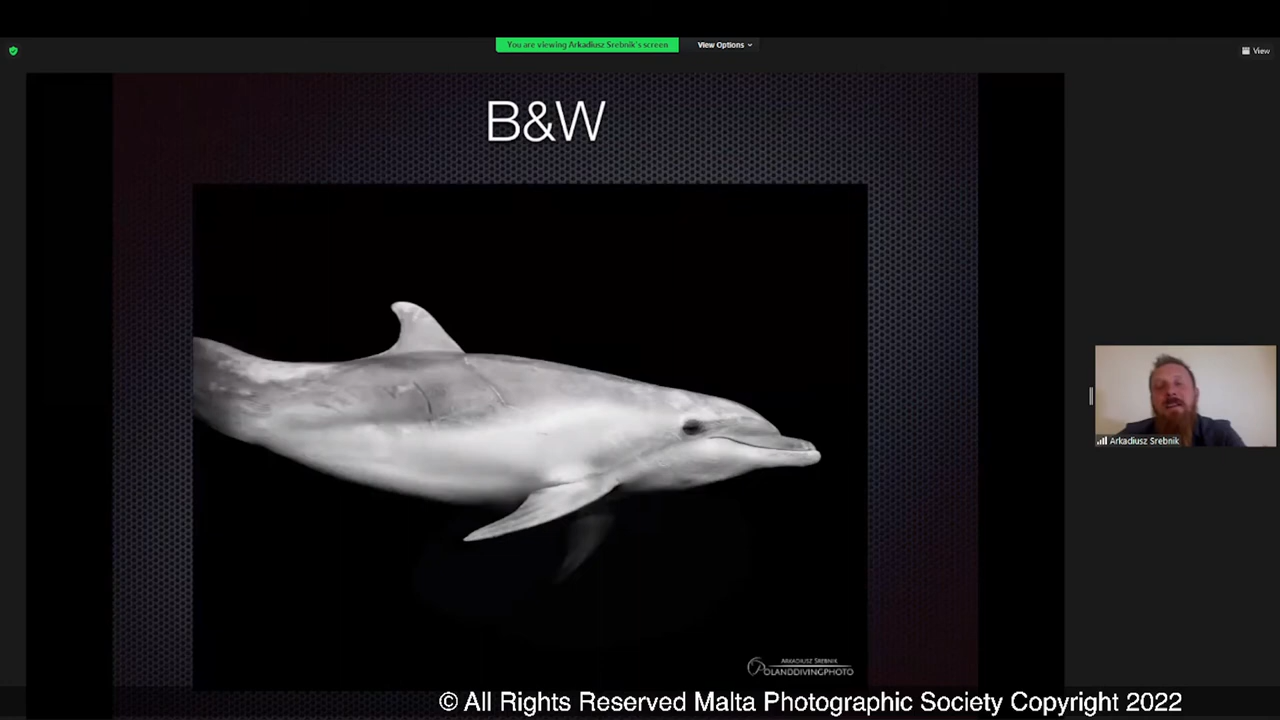 You are viewing Arkadiusz Srebnik's screen
View Options
View
B&W
Arkadiusz Srebnik
ARKADIUSZ SREBNIK
POLANDDIVINGPHOTO
© All Rights Reserved Malta Photographic Society Copyright 2022